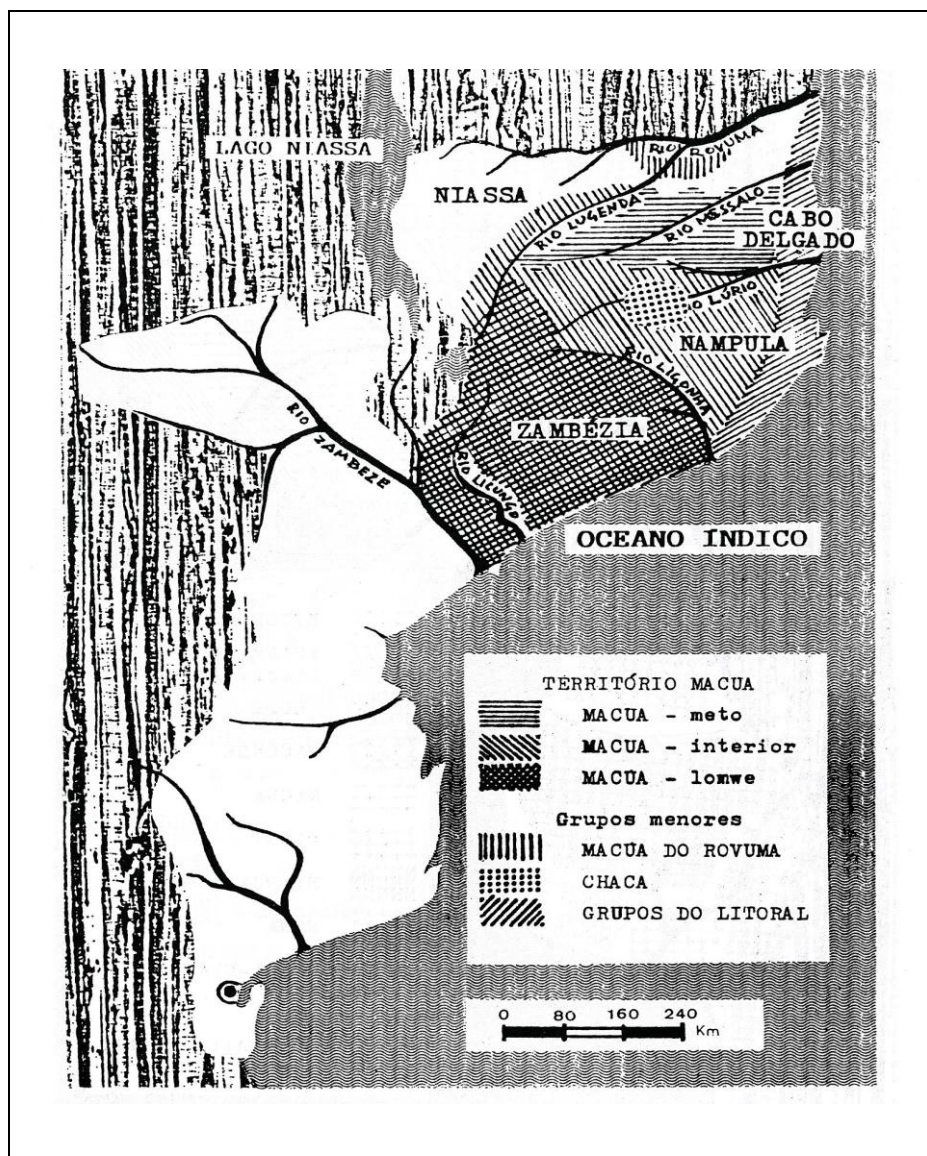 LAGO NIASSA
RIO ROVUMA
NIASSA
RIO LUGENDA
RIO MESSALO
CABO
DELGADO
IO LÚRIO
NAMPULA
RIO LIGONHA
ZAMBÉZIA
RIO ZAMBEZE
RIO LICUNGO
OCEANO ÍNDICO
TERRITÓRIO MACUA
MACUA - meto
MACUA - interior
MACUA - lomwe
Grupos menores
MACUA DO ROVUMA
CHACA
GRUPOS DO LITORAL
0 80 160 240
Km